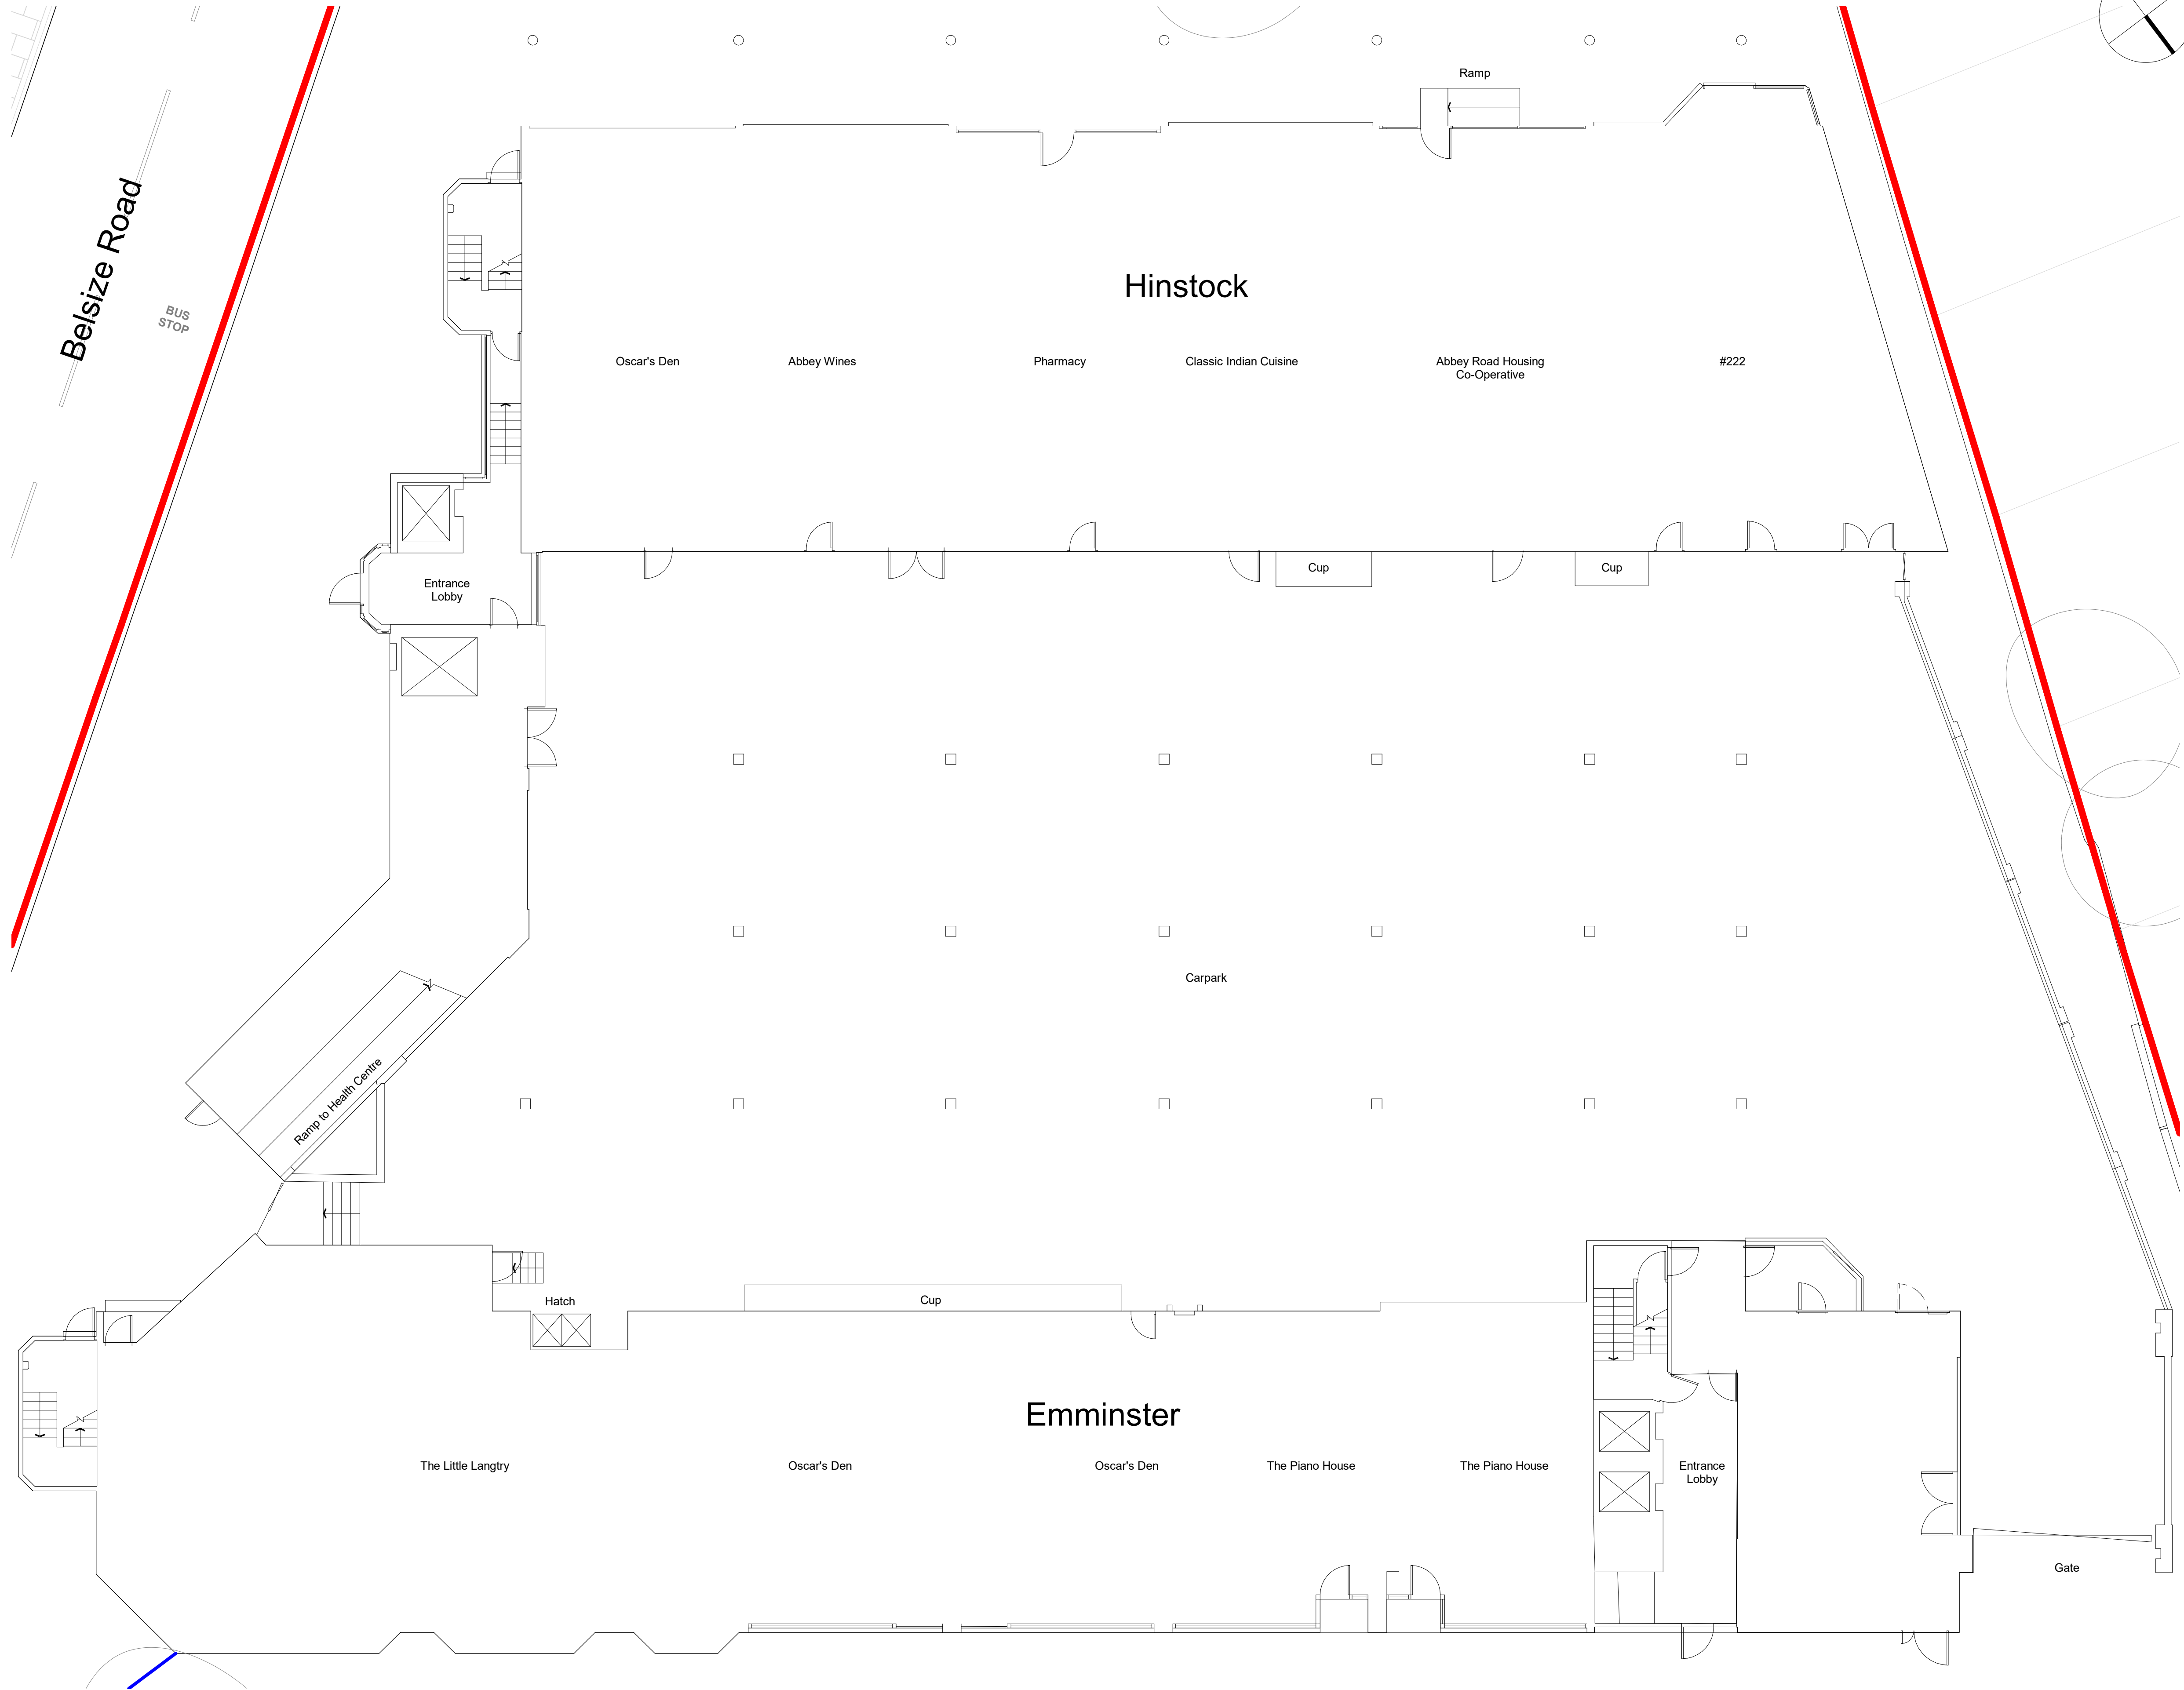 Ramp
Belsize Road
BUS
STOP
Hinstock
Oscar's Den
Abbey Wines
Pharmacy
Classic Indian Cuisine
Abbey Road Housing
Co-Operative
#222
Entrance
Lobby
Cup
Cup
Carpark
Ramp to Health Centre
Hatch
Cup
Emminster
The Little Langtry
Oscar's Den
Oscar's Den
The Piano House
The Piano House
Entrance
Lobby
Gate